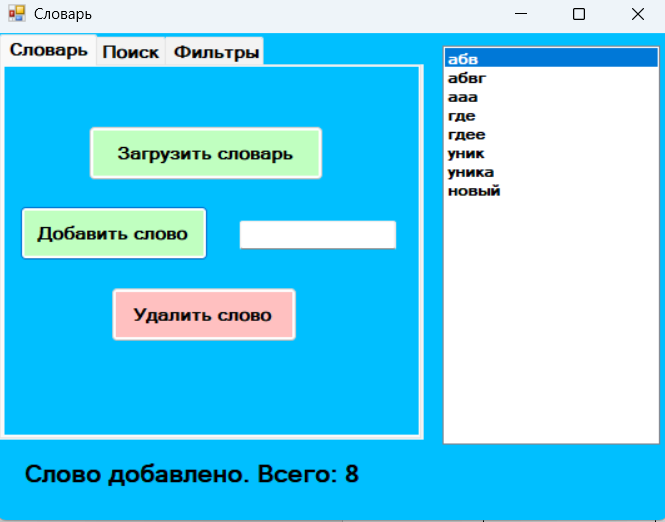 Словарь
Словарь Поиск Фильтры
Загрузить словарь
Добавить слово
Удалить слово
абв
абвг
ааа
где
гдее
уник
уника
новый
Слово добавлено. Всего: 8